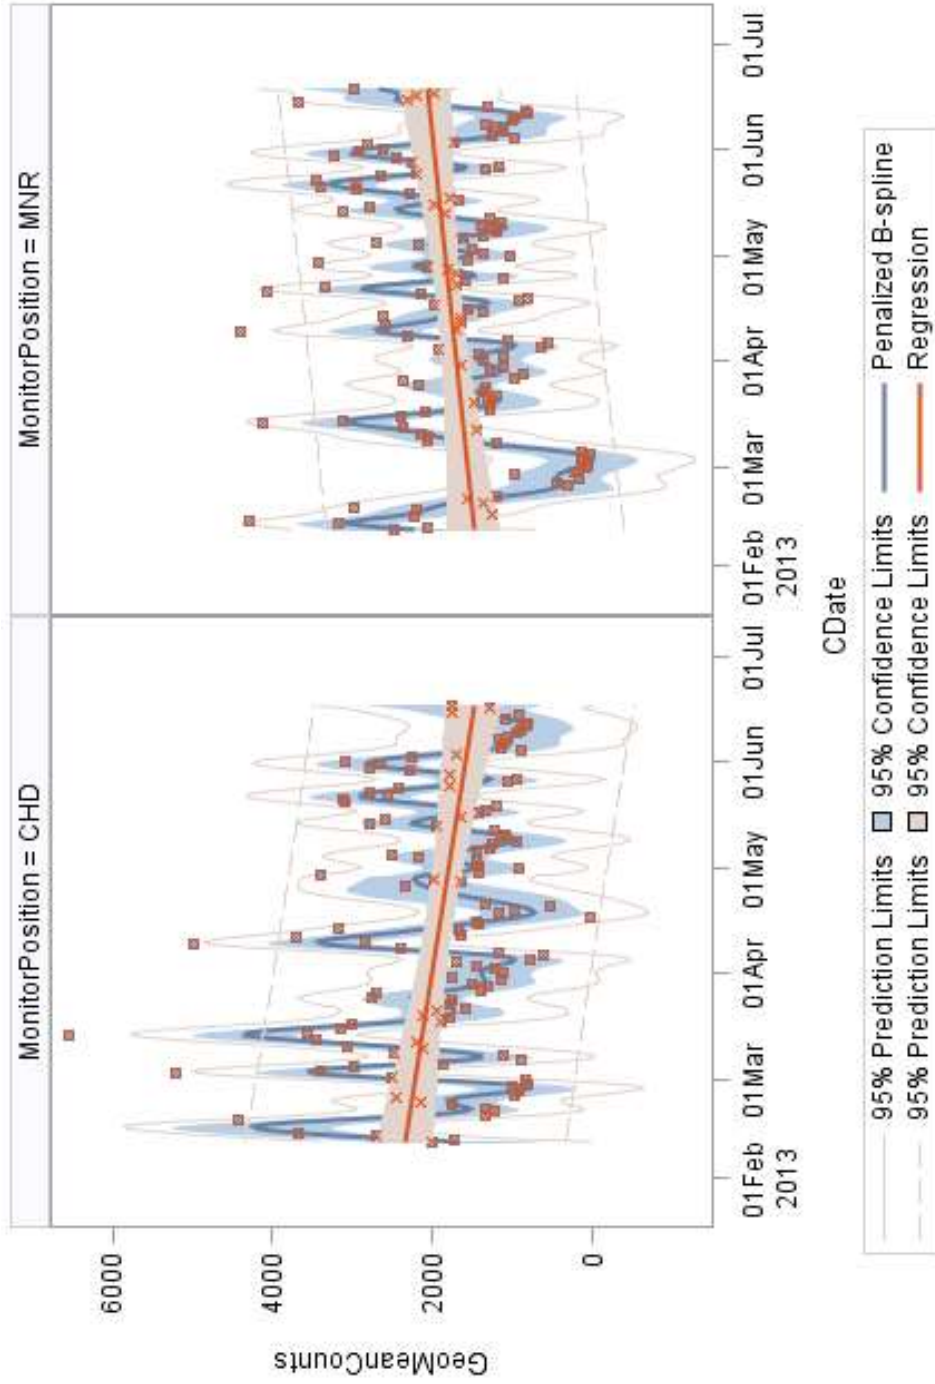 MonitorPosition = CHD
MonitorPosition = MNR
GeoMeanCounts
6000
4000
2000
0
01Feb
2013
01Mar
01Apr
01May
01Jun
01Jul
01Feb
2013
01Mar
01Apr
01May
01Jun
01Jul
CDate
95% Prediction Limits
95% Confidence Limits
Penalized B-spline
95% Prediction Limits
95% Confidence Limits
Regression